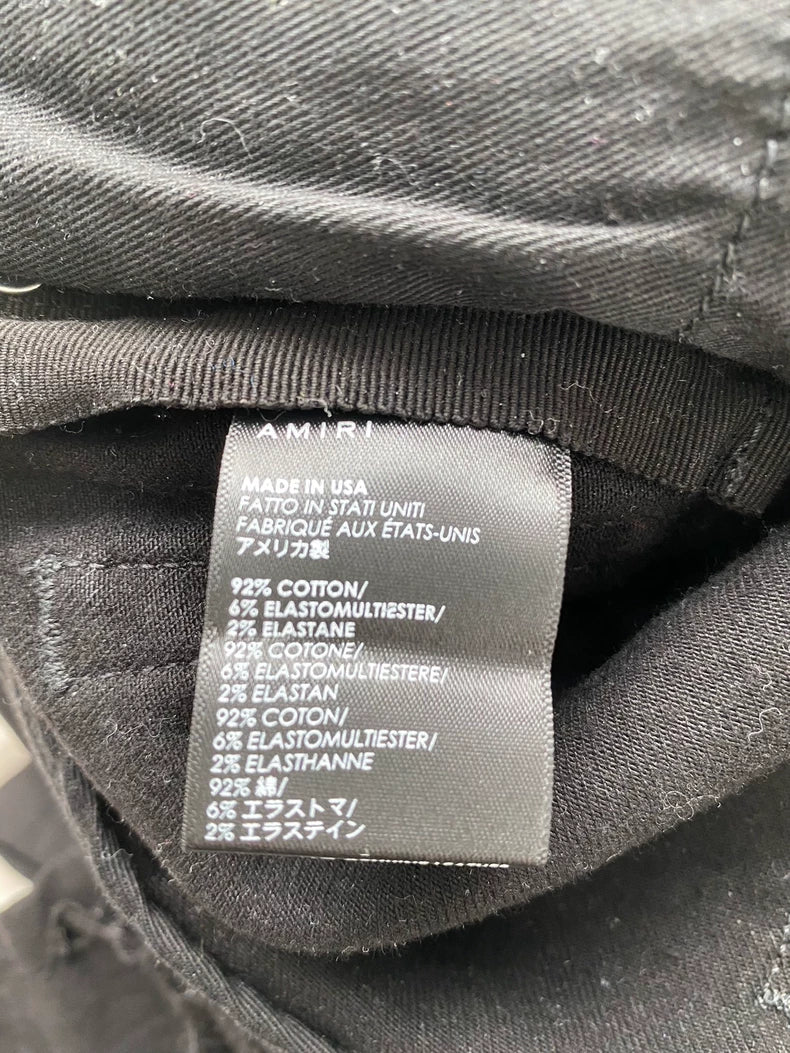 AMIRI
MADE IN USA
FATTO IN STATI UNITI
FABRIQUÉ AUX ÉTATS-UNIS
アメリカ製
92% COTTON/
6% ELASTOMULTIESTER/
2% ELASTANE
92% COTONE/
6% ELASTOMULTIESTERE/
2% ELASTAN
92% COTON/
6% ELASTOMULTIESTER/
2% ELASTHANNE
92% 綿/
6% エラストマ/
2% エラステイン